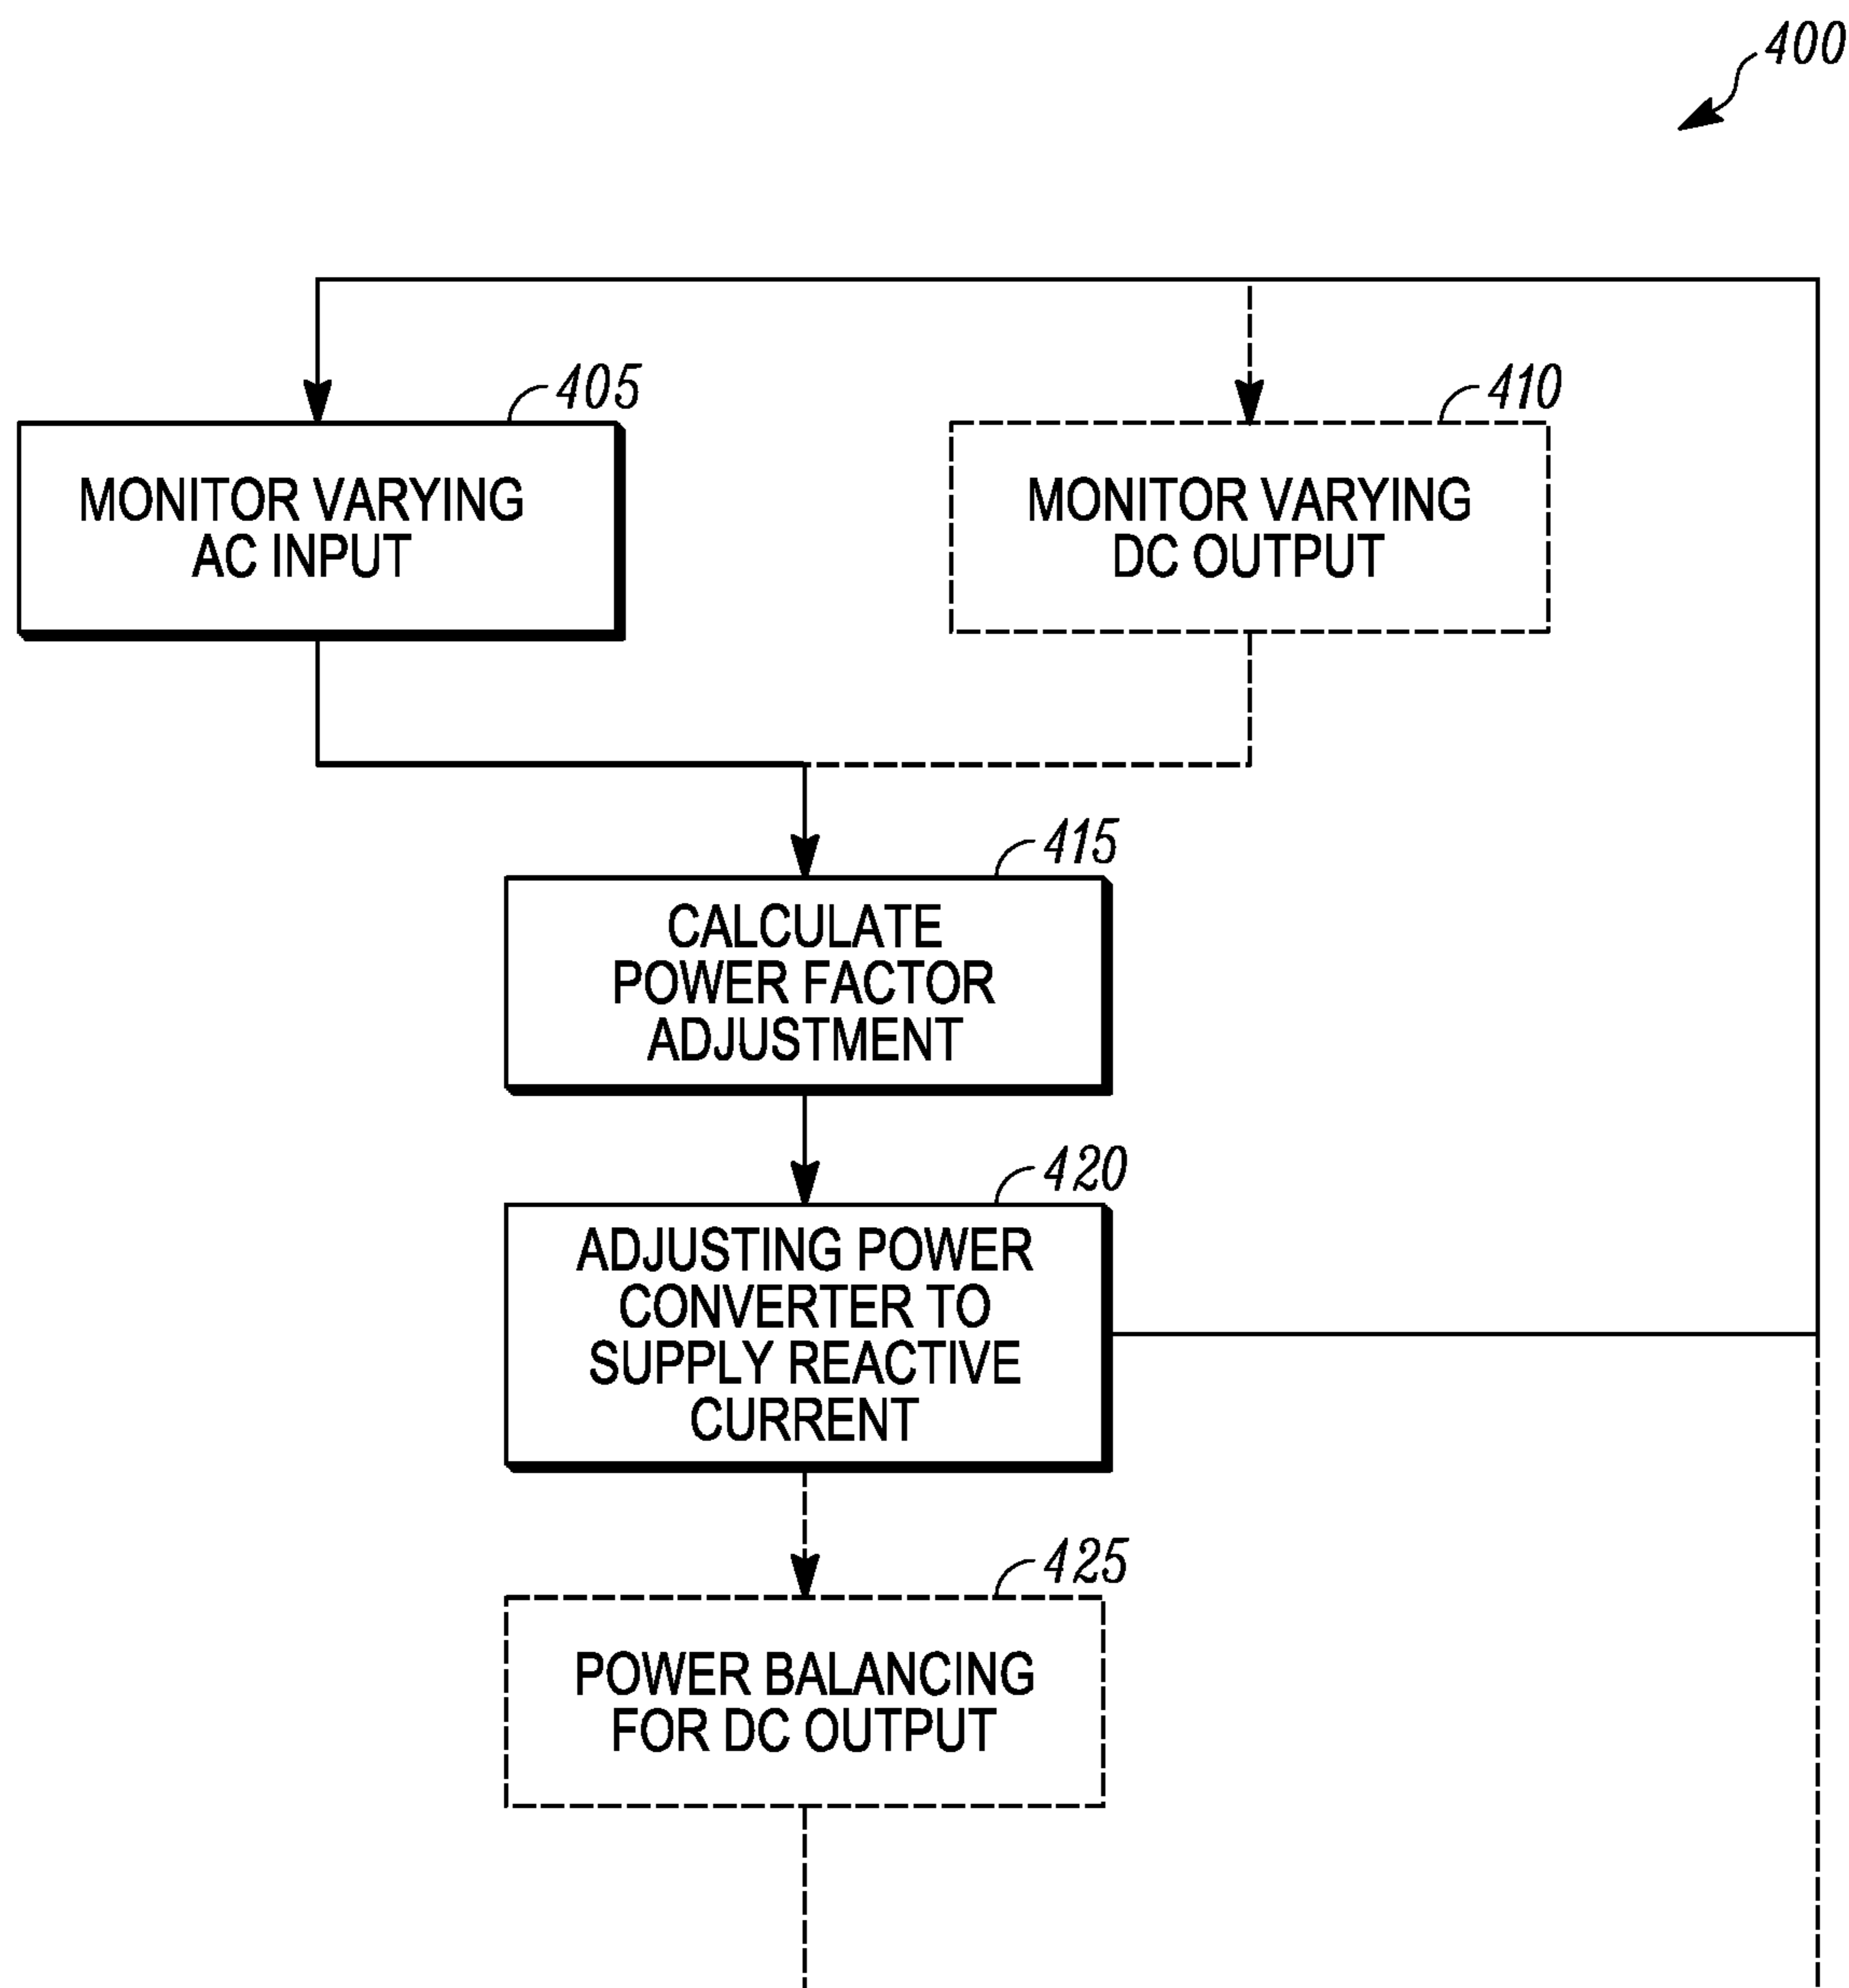 400
405
MONITOR VARYING
AC INPUT
410
MONITOR VARYING
DC OUTPUT
415
CALCULATE
POWER FACTOR
ADJUSTMENT
420
ADJUSTING POWER
CONVERTER TO
SUPPLY REACTIVE
CURRENT
425
POWER BALANCING
FOR DC OUTPUT